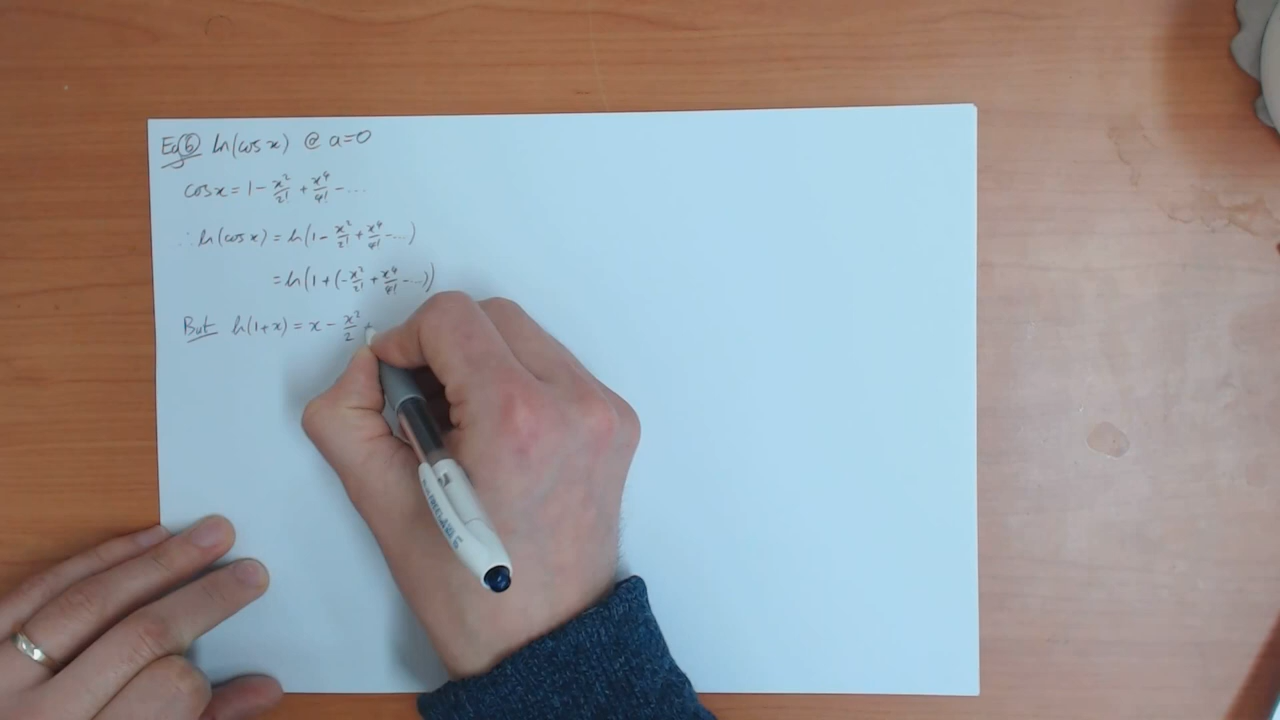 Eg⑥ ln(cos x) @ a=0
cos x = 1 - x²/2! + x⁴/4! - ...
∴ ln(cos x) = ln(1 - x²/2! + x⁴/4! - ...)
= ln(1 + (-x²/2! + x⁴/4! - ...))
But ln(1+x) = x - x²/2 +